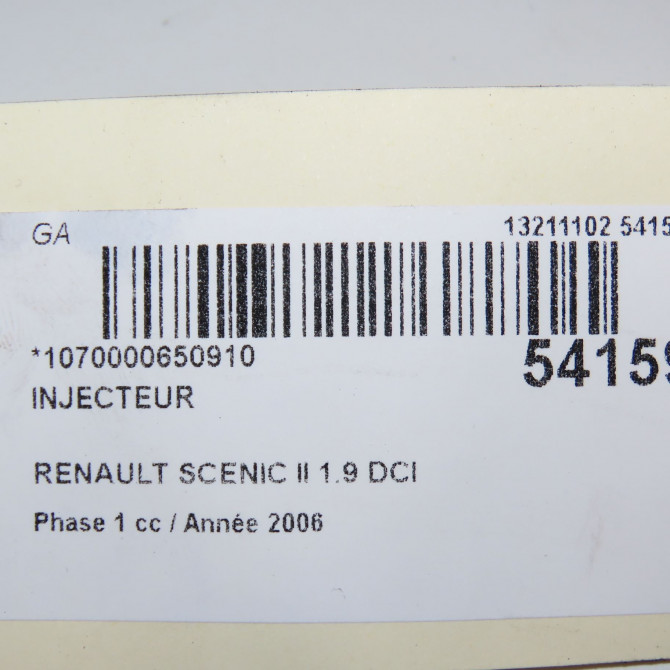 GA 13211102 5415
*1070000650910 54159
INJECTEUR
RENAULT SCENIC II 1.9 DCI
Phase 1 cc / Année 2006